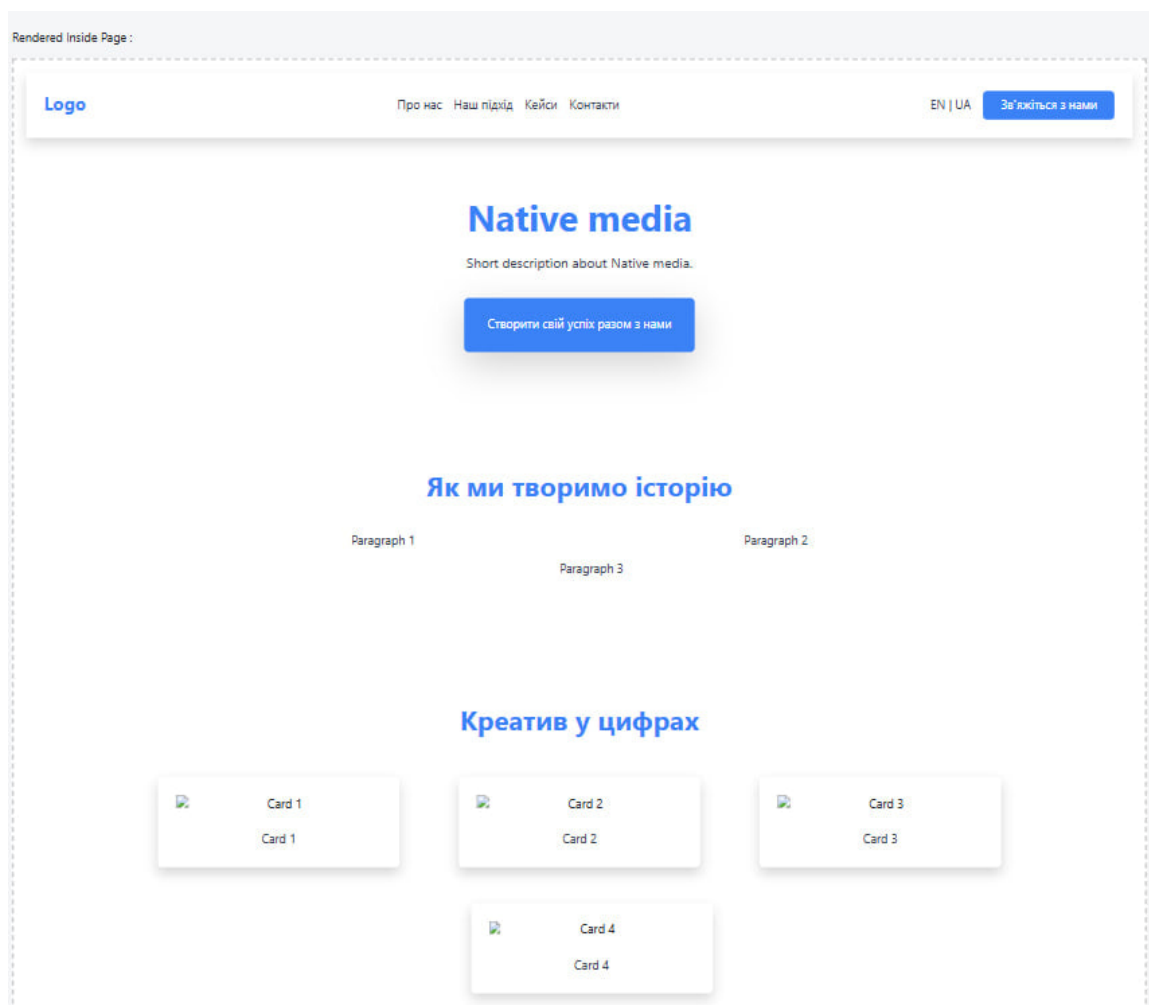 Rendered Inside Page :
Logo
Про нас Наш підхід Кейси Контакти
EN | UA
Зв'яжіться з нами
Native media
Short description about Native media.
Створити свій успіх разом з нами
Як ми творимо історію
Paragraph 1
Paragraph 2
Paragraph 3
Креатив у цифрах
Card 1
Card 2
Card 3
Card 1
Card 2
Card 3
Card 4
Card 4